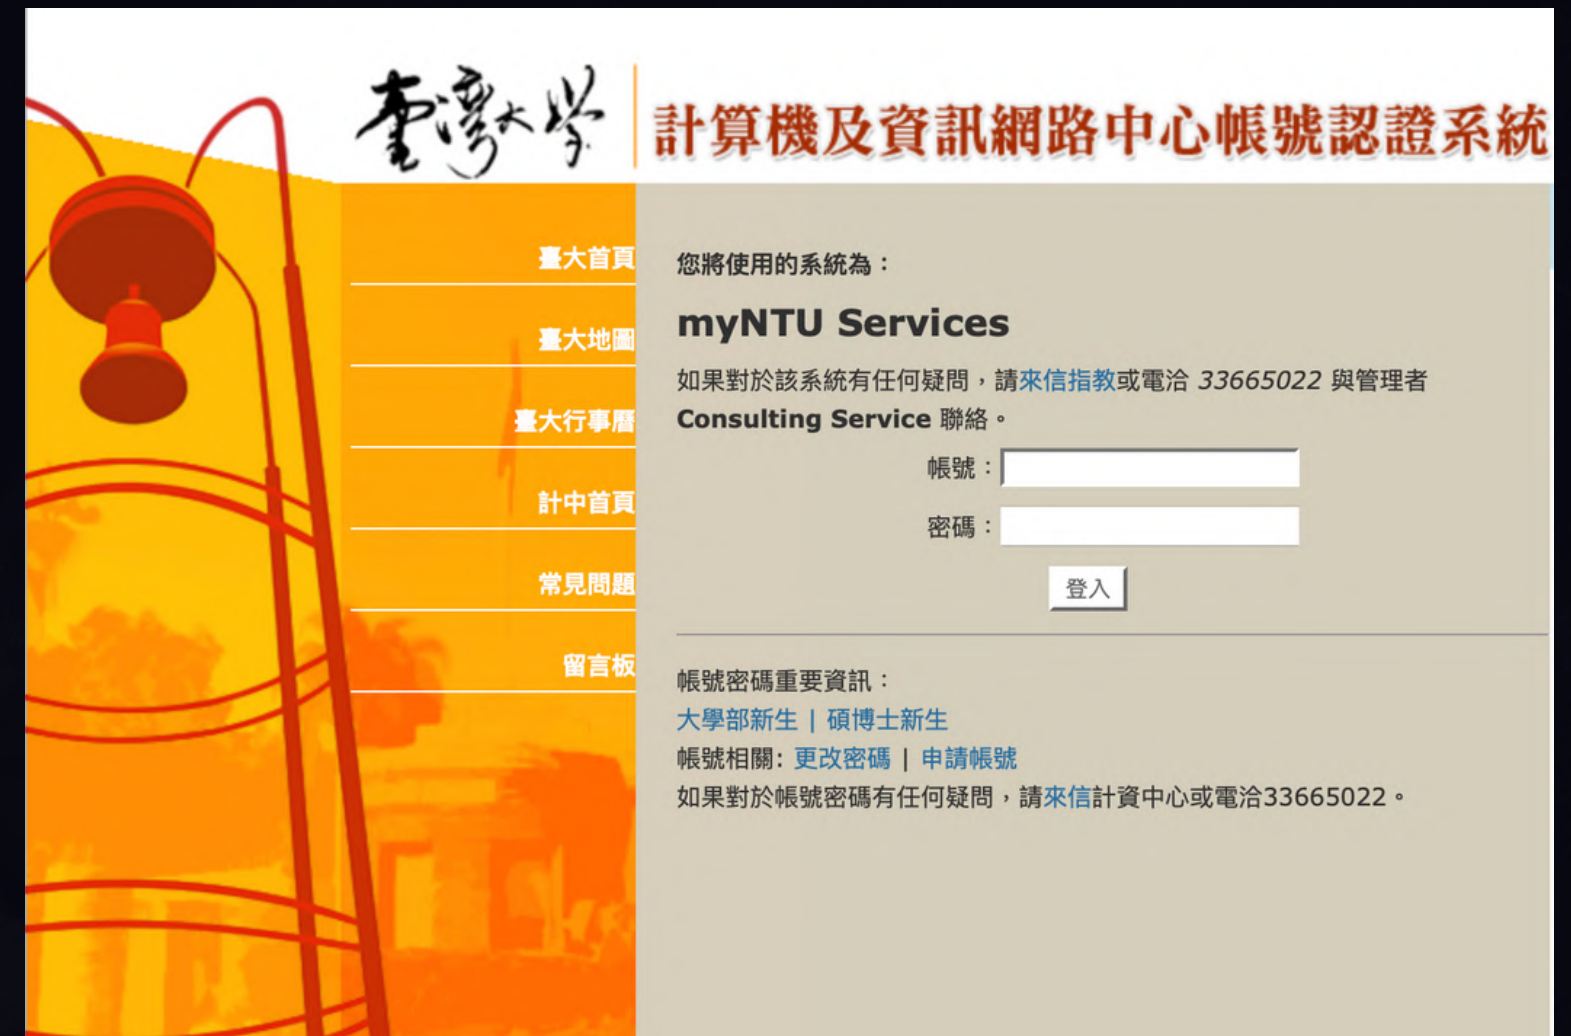 臺灣大學
計算機及資訊網路中心帳號認證系統
臺大首頁
臺大地圖
臺大行事曆
計中首頁
常見問題
留言板
您將使用的系統為：
myNTU Services
如果對於該系統有任何疑問，請來信指教或電洽 33665022 與管理者
Consulting Service 聯絡。
帳號：
密碼：
登入
帳號密碼重要資訊：
大學部新生 | 碩博士新生
帳號相關: 更改密碼 | 申請帳號
如果對於帳號密碼有任何疑問，請來信計資中心或電洽33665022。